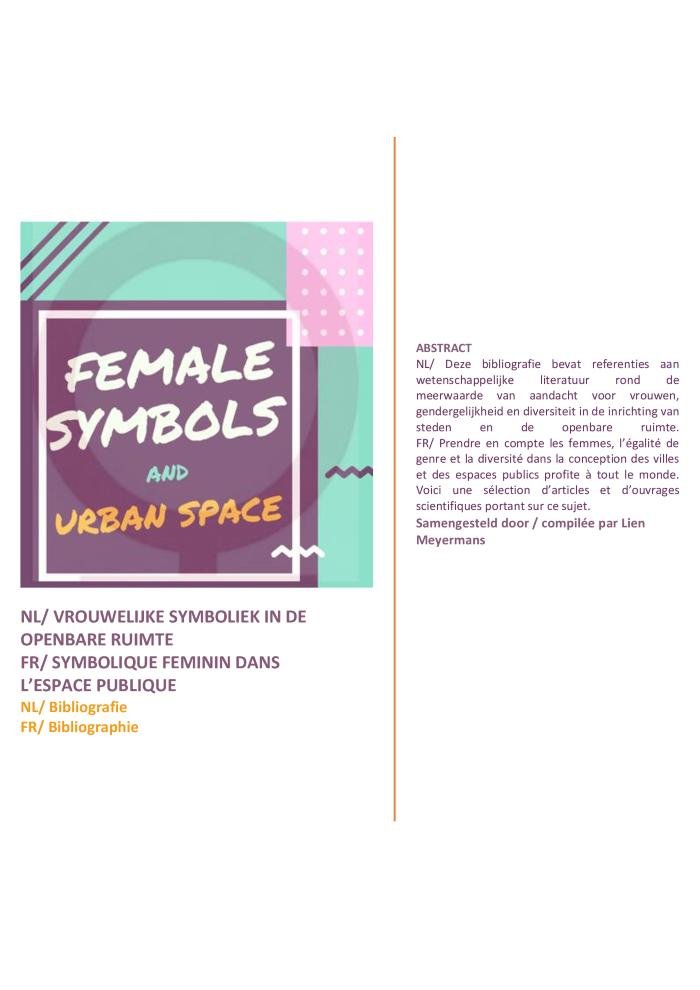 FEMALE
SYMBOLS
AND
URBAN SPACE
NL/ VROUWELIJKE SYMBOLIEK IN DE
OPENBARE RUIMTE
FR/ SYMBOLIQUE FEMININ DANS
L’ESPACE PUBLIQUE
NL/ Bibliografie
FR/ Bibliographie
ABSTRACT
NL/ Deze bibliografie bevat referenties aan
wetenschappelijke literatuur rond de
meerwaarde van aandacht voor vrouwen,
gendergelijkheid en diversiteit in de inrichting van
steden en de openbare ruimte.
FR/ Prendre en compte les femmes, l’égalité de
genre et la diversité dans la conception des villes
et des espaces publics profite à tout le monde.
Voici une sélection d’articles et d’ouvrages
scientifiques portant sur ce sujet.
Samengesteld door / compilée par Lien
Meyermans